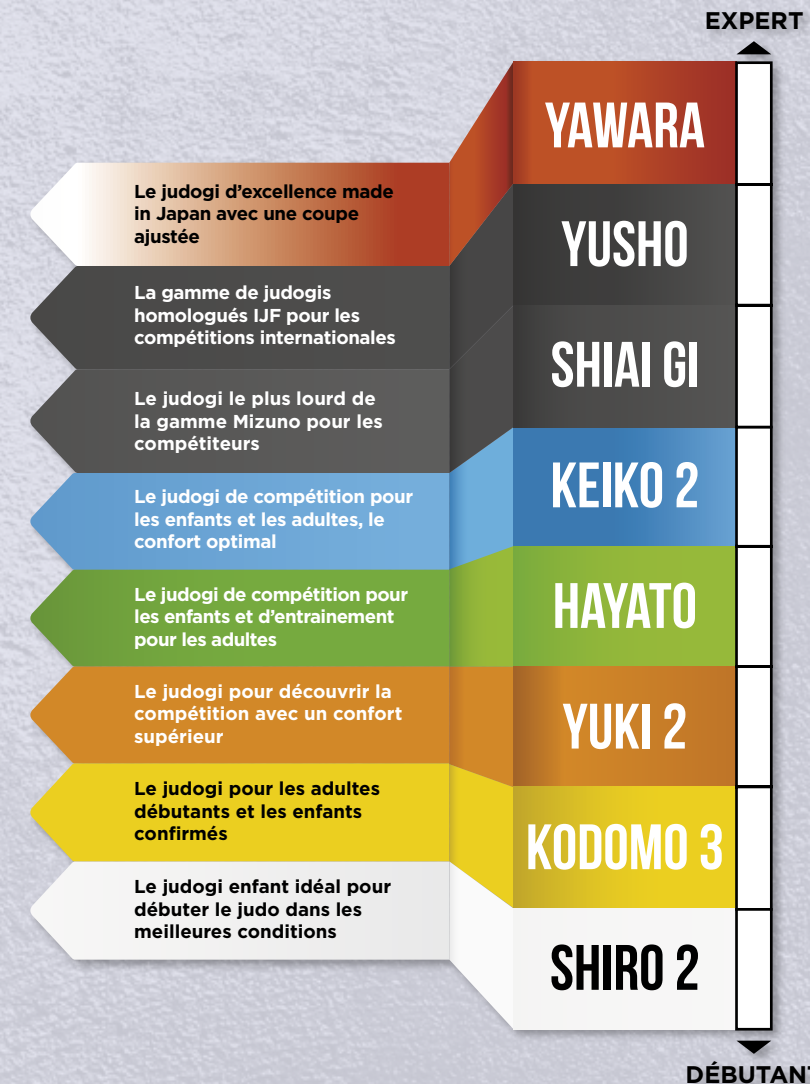 EXPERT
YAWARA
Le judogi d’excellence made
in Japan avec une coupe
ajustée
YUSHO
La gamme de judogis
homologués IJF pour les
compétitions internationales
SHIAI GI
Le judogi le plus lourd de
la gamme Mizuno pour les
compétiteurs
KEIKO 2
Le judogi de compétition pour
les enfants et les adultes, le
confort optimal
HAYATO
Le judogi de compétition pour
les enfants et d’entrainement
pour les adultes
YUKI 2
Le judogi pour découvrir la
compétition avec un confort
supérieur
KODOMO 3
Le judogi pour les adultes
débutants et les enfants
confirmés
SHIRO 2
Le judogi enfant idéal pour
débuter le judo dans les
meilleures conditions
DÉBUTAN